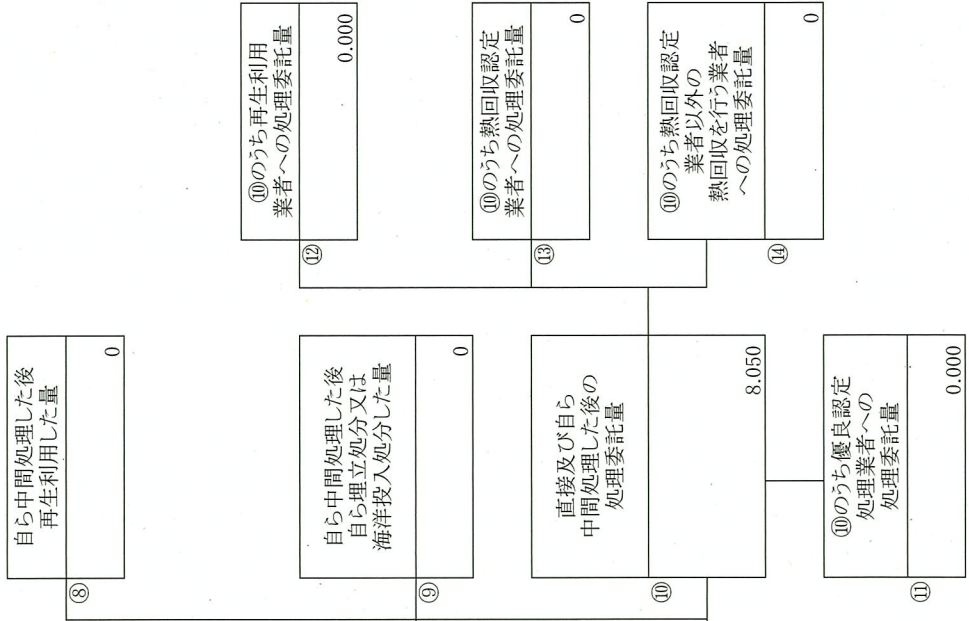 ⑧
自ら中間処理した後
再生利用した量
0
⑨
自ら中間処理した後
自ら埋立処分又は
海洋投入処分した量
0
⑩
直接及び自ら
中間処理した後の
処理委託量
8.050
⑪
⑩のうち優良認定
処理業者への
処理委託量
0.000
⑫
⑩のうち再生利用
業者への処理委託量
0.000
⑬
⑩のうち熱回収認定
業者への処理委託量
0
⑭
⑩のうち熱回収認定
業者以外の
熱回収を行う業者
への処理委託量
0